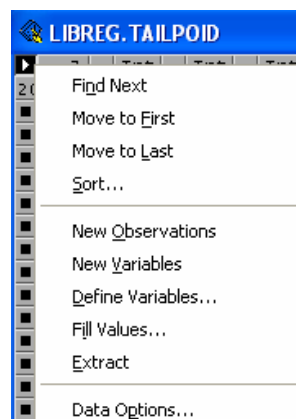 LIBREG.TAILPOID
Find Next
Move to First
Move to Last
Sort...
New Observations
New Variables
Define Variables...
Fill Values...
Extract
Data Options...